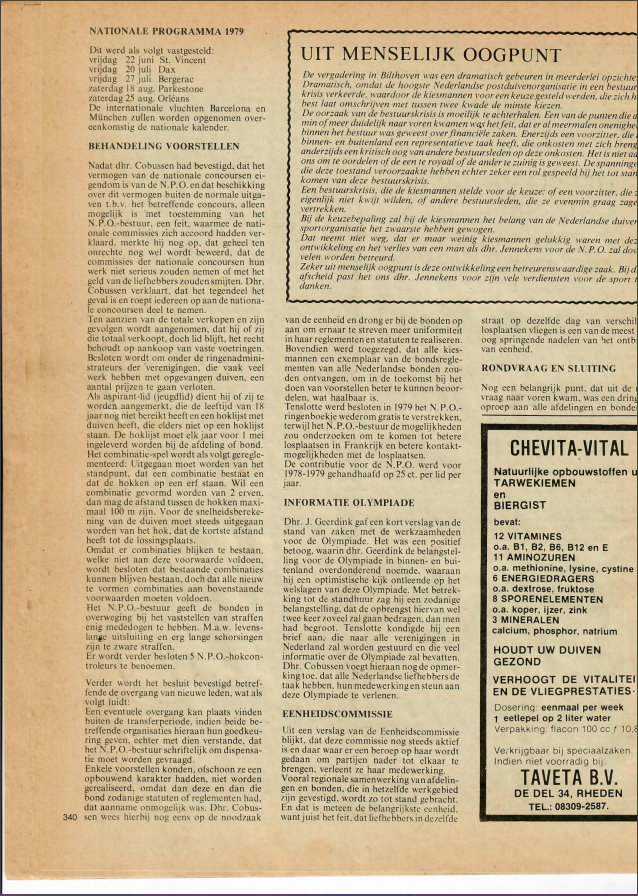 NATIONALE PROGRAMMA 1979
Dit werd als volgt vastgesteld:
vrijdag 22 juni St. Vincent
vrijdag 20 juli Dax
vrijdag 27 juli Bergerac
zaterdag 18 aug. Parkestone
zaterdag 25 aug. Orléans
De internationale vluchten Barcelona en
München zullen worden opgenomen over-
eenkomstig de nationale kalender.
BEHANDELING VOORSTELLEN
Nadat dhr. Cobussen had bevestigd, dat het
vermogen van de nationale concoursen ei-
gendom is van de N.P.O. en dat beschikking
over dit vermogen buiten de normale uitga-
ven t.b.v. het betreffende concours, alleen
mogelijk is met toestemming van het
N.P.O.-bestuur, een feit, waarmee de nati-
onale commissies zich accoord hadden ver-
klaard, merkte hij nog op, dat geheel ten
onrechte nog wel wordt beweerd, dat de
commissies der nationale concoursen hun
werk niet serieus zouden nemen of met het
geld van de liefhebbers zouden smijten. Dhr.
Cobussen verklaart, dat het tegendeel het
geval is en roept iedereen op aan de nationa-
le concoursen deel te nemen.
Ten aanzien van de totale verkopen en zijn
gevolgen wordt aangenomen, dat hij of zij
die totaal verkoopt, doch lid blijft, het recht
behoudt op aankoop van vaste voetringen.
Besloten wordt om onder de ringenadmini-
strateurs der verenigingen, die vaak veel
werk hebben met opgevangen duiven, een
aantal prijzen te gaan verloten.
Als aspirant-lid (jeugdlid) dient hij of zij te
worden aangemerkt, die de leeftijd van 18
jaar nog niet bereikt heeft en een hoklijst met
duiven heeft, die elders niet op een hoklijst
staan. De hoklijst moet elk jaar voor 1 mei
ingeleverd worden bij de afdeling of bond.
Het combinatie-spel wordt als volgt geregle-
menteerd: Uitgegaan moet worden van het
standpunt, dat een combinatie bestaat en
dat de hokken op een erf staan. Wil een
combinatie gevormd worden van 2 erven,
dan mag de afstand tussen de hokken maxi-
maal 100 m zijn. Voor de snelheidsbereke-
ning van de duiven moet steeds uitgegaan
worden van het hok, dat de kortste afstand
heeft tot de lossingsplaats.
Omdat er combinaties blijken te bestaan,
welke niet aan deze voorwaarde voldoen,
wordt besloten dat bestaande combinaties
kunnen blijven bestaan, doch dat alle nieuw
te vormen combinaties aan bovenstaande
voorwaarden moeten voldoen.
Het N.P.O.-bestuur geeft de bonden in
overweging bij het vaststellen van straffen
enig mededogen te hebben. M.a.w. levens-
lange uitsluiting en erg lange schorsingen
zijn te zware straffen.
Er wordt verder besloten 5 N.P.O.-hokcon-
troleurs te benoemen.
Verder wordt het besluit bevestigd betref-
fende de overgang van nieuwe leden, wat als
volgt luidt:
Een eventuele overgang kan plaats vinden
buiten de transferperiode, indien beide be-
treffende organisaties hieraan hun goedkeu-
ring geven, echter met dien verstande, dat
het N.P.O.-bestuur schriftelijk om dispensa-
tie moet worden gevraagd.
Enkele voorstellen konden, ofschoon ze een
opbouwend karakter hadden, niet worden
gerealiseerd, omdat dan deze en dan die
bond zodanige statuten of reglementen had,
dat aanname onmogelijk was. Dhr. Cobus-
sen wees hierbij nog eens op de noodzaak
340
UIT MENSELIJK OOGPUNT
De vergadering in Bilthoven was een dramatisch gebeuren in meerderlei opzichte
Dramatisch, omdat de hoogste Nederlandse postduivenorganisatie in een bestuur
krisis verkeerde, waardoor de kiesmannen voor een keuze gesteld werden, die zich h
best laat omschrijven met tussen twee kwade de minste kiezen.
De oorzaak van de bestuurskrisis is moeilijk te achterhalen. Een van de punten die a
min of meer duidelijk naar voren kwamen was het feit, dat er al meermalen onenighe
binnen het bestuur was geweest over financiële zaken. Enerzijds een voorzitter, die
binnen- en buitenland een representatieve taak heeft, die onkosten met zich breng
anderzijds een kritisch oog van andere bestuursleden op deze onkosten. Het is niet aa
ons om te oordelen of de een te royaal of de ander te zuinig is geweest. De spanninge
die deze toestand veroorzaakte hebben echter zeker een rol gespeeld bij het tot stan
komen van deze bestuurskrisis.
Een bestuurskrisis, die de kiesmannen stelde voor de keuze: of een voorzitter, die z
eigenlijk niet kwijt wilden, of andere bestuursleden, die ze evenmin graag zage
vertrekken.
Bij de keuzebepaling zal bij de kiesmannen het belang van de Nederlandse duiven
sportorganisatie het zwaarste hebben gewogen.
Dat neemt niet weg, dat er maar weinig kiesmannen gelukkig waren met dez
ontwikkeling en het verlies van een man als dhr. Jennekens voor de N.P.O. zal doo
velen worden betreurd.
Zeker uit menselijk oogpunt is deze ontwikkeling een betreurenswaardige zaak. Bij d
afscheid past het ons dhr. Jennekens voor zijn vele verdiensten voor de sport t
danken.
van de eenheid en drong er bij de bonden op
aan om ernaar te streven meer uniformiteit
in haar reglementen en statuten te realiseren.
Bovendien werd toegezegd, dat alle kies-
mannen een exemplaar van de bondsregle-
menten van alle Nederlandse bonden zou-
den ontvangen, om in de toekomst bij het
doen van voorstellen beter te kunnen beoor-
delen, wat haalbaar is.
Tenslotte werd besloten in 1979 het N.P.O.-
ringenboekje wederom gratis te verstrekken,
terwijl het N.P.O.-bestuur de mogelijkheden
zou onderzoeken om te komen tot betere
losplaatsen in Frankrijk en betere kontakt-
mogelijkheden met de losplaatsen.
De contributie voor de N.P.O. werd voor
1978-1979 gehandhaafd op 25 ct. per lid per
jaar.
INFORMATIE OLYMPIADE
Dhr. J. Geerdink gaf een kort verslag van de
stand van zaken met de werkzaamheden
voor de Olympiade. Het was een positief
betoog, waarin dhr. Geerdink de belangstel-
ling voor de Olympiade in binnen- en bui-
tenland overdonderend noemde, waaraan
hij een optimistische kijk ontleende op het
welslagen van deze Olympiade. Met betrek-
king tot de standhuur zag hij een zodanige
belangstelling, dat de opbrengst hiervan wel
twee keer zoveel zal gaan bedragen, dan men
had begroot. Tenslotte kondigde hij een
brief aan, die naar alle verenigingen in
Nederland zal worden gestuurd en die veel
informatie over de Olympiade zal bevatten.
Dhr. Cobussen voegt hieraan nog de opmer-
king toe, dat alle Nederlandse liefhebbers de
taak hebben, hun medewerking en steun aan
deze Olympiade te verlenen.
EENHEIDSCOMMISSIE
Uit een verslag van de Eenheidscommissie
blijkt, dat deze commissie nog steeds aktief
is en daar waar er een beroep op haar wordt
gedaan om partijen nader tot elkaar te
brengen, verleent ze haar medewerking.
Vooral regionale samenwerking van afdelin-
gen en bonden, die in hetzelfde werkgebied
zijn gevestigd, wordt zo tot stand gebracht.
En dat is meteen de belangrijkste eenheid,
want juist het feit, dat liefhebbers in dezelfde
straat op dezelfde dag van verschil
losplaatsen vliegen is een van de meest
oog springende nadelen van het ontb
van eenheid.
RONDVRAAG EN SLUITING
Nog een belangrijk punt, dat uit de
vraag naar voren kwam, was een dring
oproep aan alle afdelingen en bonde
CHEVITA-VITAL
Natuurlijke opbouwstoffen u
TARWEKIEMEN
en
BIERGIST
bevat:
12 VITAMINES
o.a. B1, B2, B6, B12 en E
11 AMINOZUREN
o.a. methionine, lysine, cystine
6 ENERGIEDRAGERS
o.a. dextrose, fruktose
8 SPORENELEMENTEN
o.a. koper, ijzer, zink
3 MINERALEN
calcium, phosphor, natrium
HOUDT UW DUIVEN
GEZOND
VERHOOGT DE VITALITEI
EN DE VLIEGPRESTATIES·
Dosering: eenmaal per week
1 eetlepel op 2 liter water
Verpakking: flacon 100 cc ƒ 10,
Verkrijgbaar bij speciaalzaken.
Indien niet voorradig bij:
TAVETA B.V.
DE DEL 34, RHEDEN
TEL.: 08309-2587.